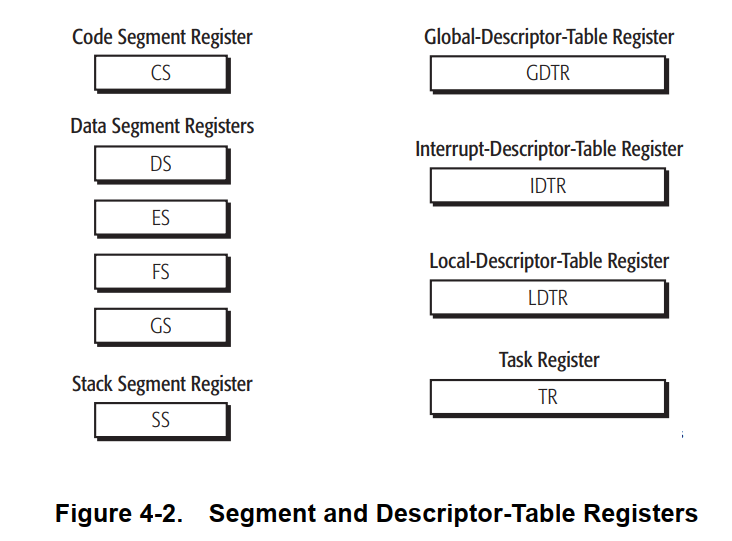 Code Segment Register
CS
Data Segment Registers
DS
ES
FS
GS
Stack Segment Register
SS
Global-Descriptor-Table Register
GDTR
Interrupt-Descriptor-Table Register
IDTR
Local-Descriptor-Table Register
LDTR
Task Register
TR
Figure 4-2. Segment and Descriptor-Table Registers